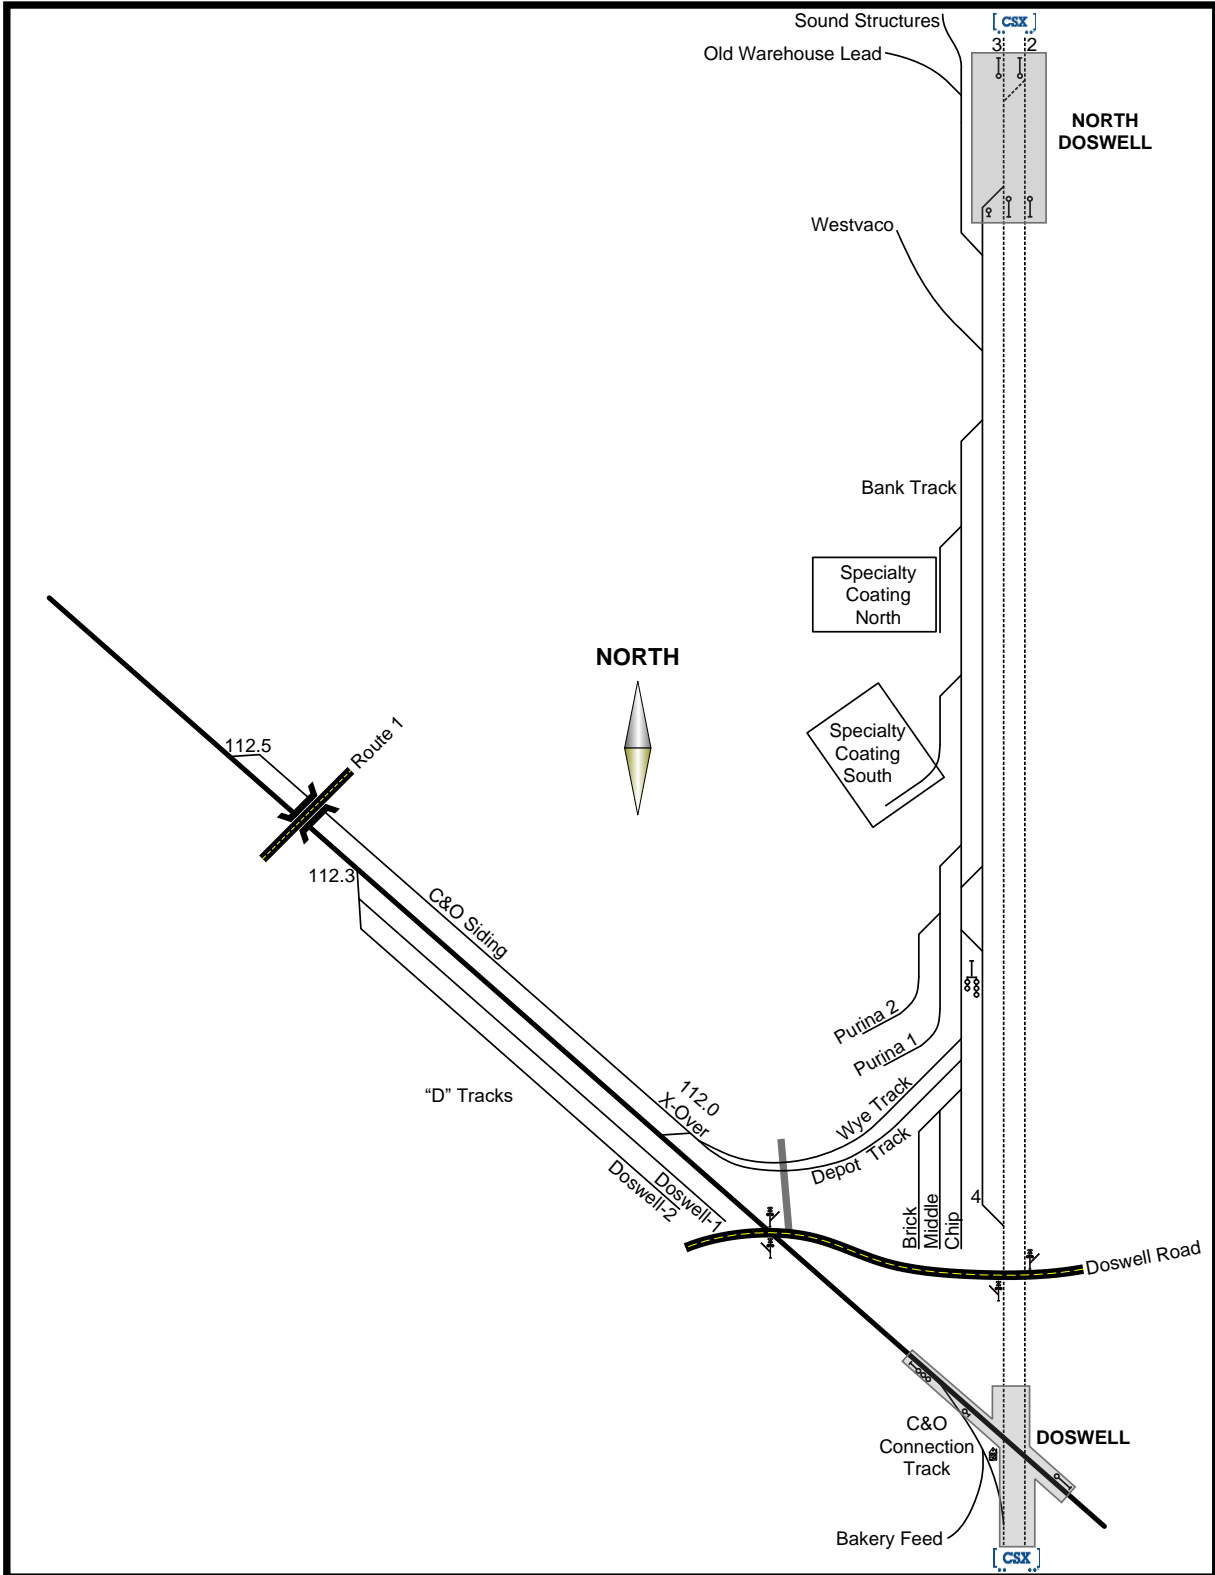 Sound Structures
CSX
3
2
Old Warehouse Lead
NORTH
DOSWELL
Westvaco
Bank Track
Specialty
Coating
North
NORTH
Specialty
Coating
South
112.5
Route 1
112.3
C&O Siding
Purina 2
Purina 1
"D" Tracks
112.0
X-Over
Wye Track
Depot Track
Doswell-1
Doswell-2
Brick
Middle
Chip
4
Doswell Road
C&O
Connection
Track
DOSWELL
Bakery Feed
CSX